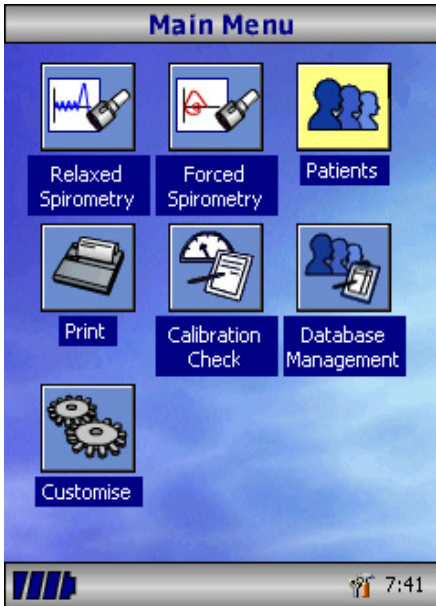 Main Menu
Relaxed
Spirometry
Forced
Spirometry
Patients
Print
Calibration
Check
Database
Management
Customise
7:41